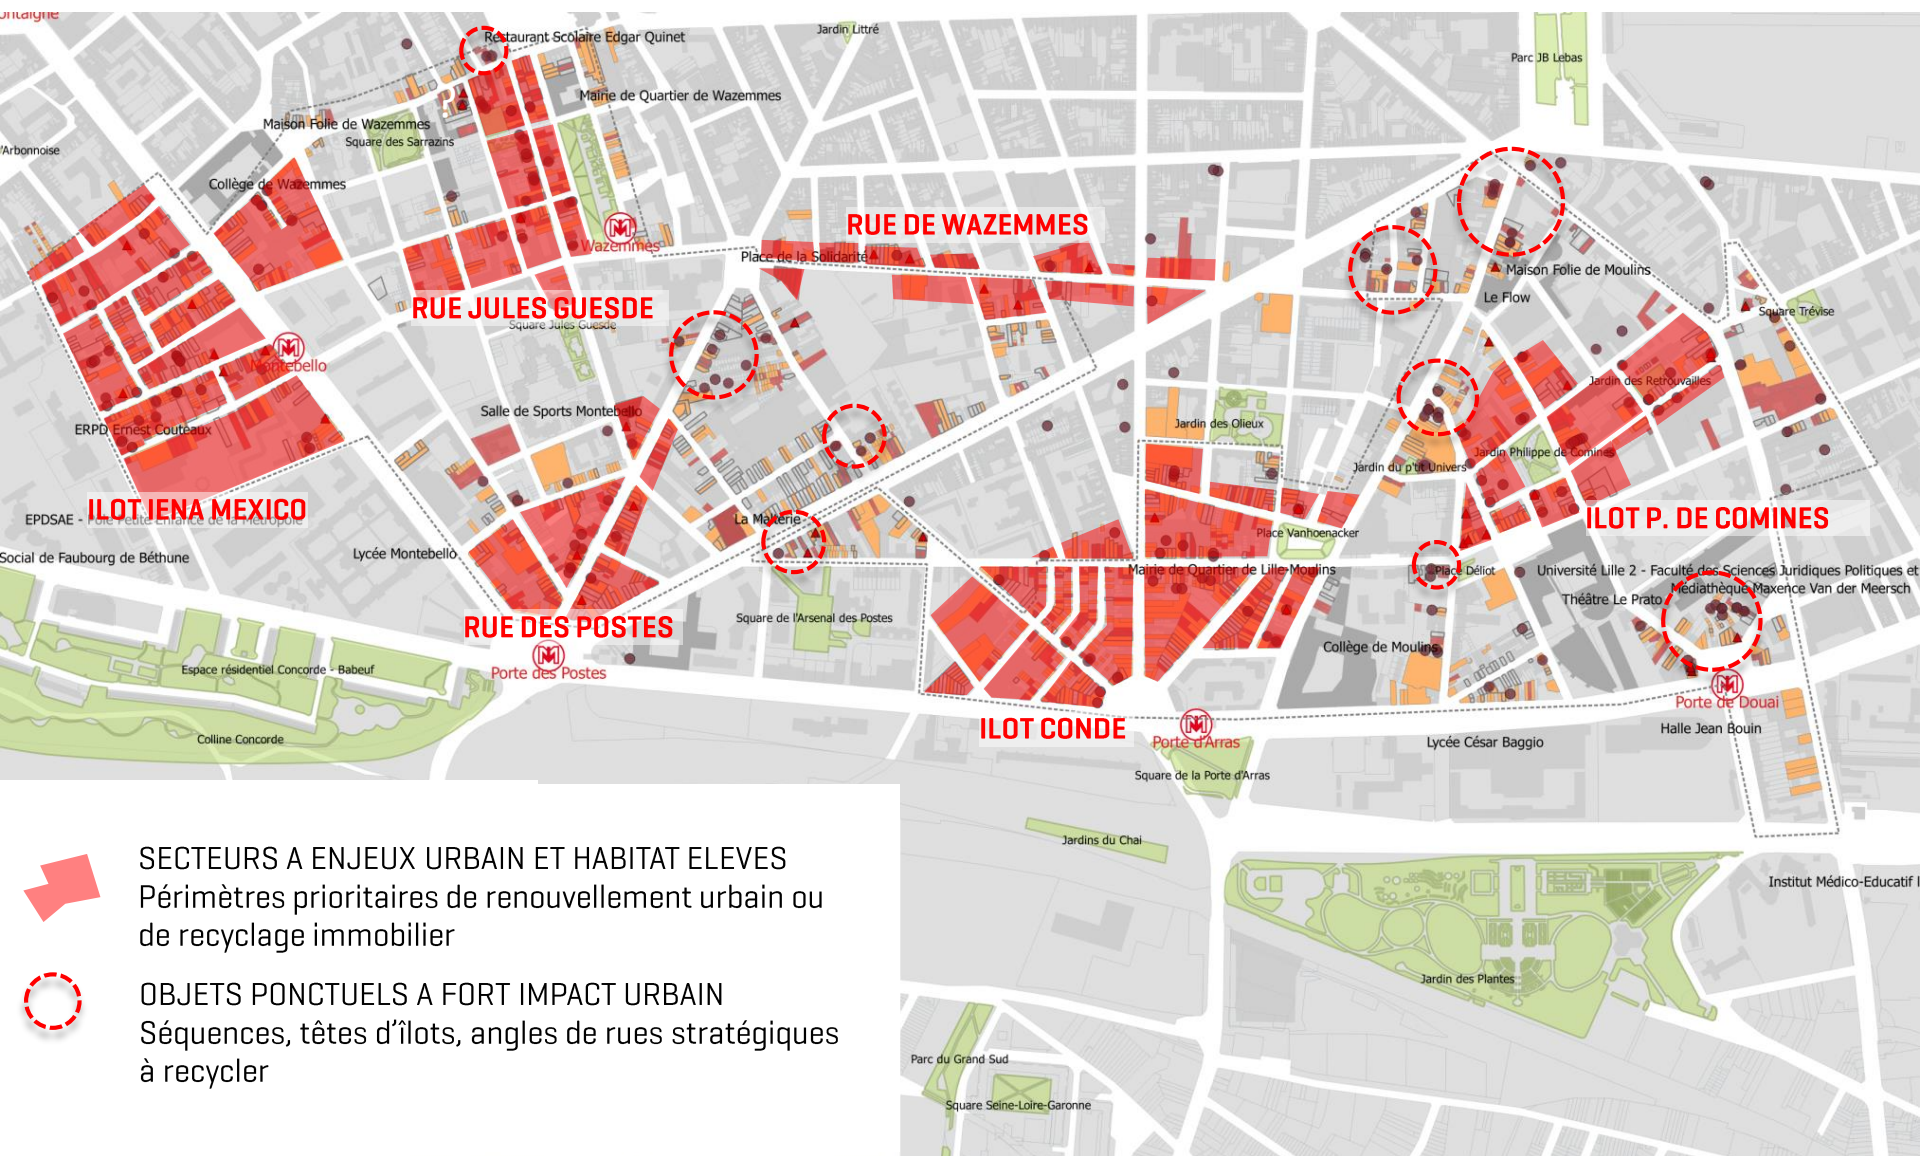 ontaigne
Restaurant Scolaire Edgar Quinet
Jardin Littré
Parc JB Lebas
Mairie de Quartier de Wazemmes
Maison Folie de Wazemmes
Square des Sarrazins
'Arbonnoise
Collège de Wazemmes
RUE DE WAZEMMES
Wazemmes
Place de la Solidarité
Maison Folie de Moulins
Le Flow
RUE JULES GUESDE
Square Jules Guesde
Square Trévise
Montebello
Jardin des Retrouvailles
Salle de Sports Montebello
Jardin des Olieux
ERPD Ernest Couteaux
Jardin Philippe de Comines
Jardin du p'tit Univers
ILOT IENA MEXICO
EPDSAE - Pole Petite Enfance de la Métropole
La Malterie
ILOT P. DE COMINES
Place Vanhoenacker
Social de Faubourg de Béthune
Lycée Montebello
Mairie de Quartier de Lille-Moulins
Place Déliot
Université Lille 2 - Faculté des Sciences Juridiques Politiques et
Médiathèque Maxence Van der Meersch
Théâtre Le Prato
Square de l'Arsenal des Postes
RUE DES POSTES
Collège de Moulins
Espace résidentiel Concorde - Babeuf
Porte des Postes
Porte de Douai
ILOT CONDE
Porte d'Arras
Halle Jean Bouin
Colline Concorde
Lycée César Baggio
Square de la Porte d'Arras
Jardins du Chai
Institut Médico-Educatif l
SECTEURS A ENJEUX URBAIN ET HABITAT ELEVES
Périmètres prioritaires de renouvellement urbain ou
de recyclage immobilier
Jardin des Plantes
OBJETS PONCTUELS A FORT IMPACT URBAIN
Séquences, têtes d'îlots, angles de rues stratégiques
à recycler
Parc du Grand Sud
Square Seine-Loire-Garonne